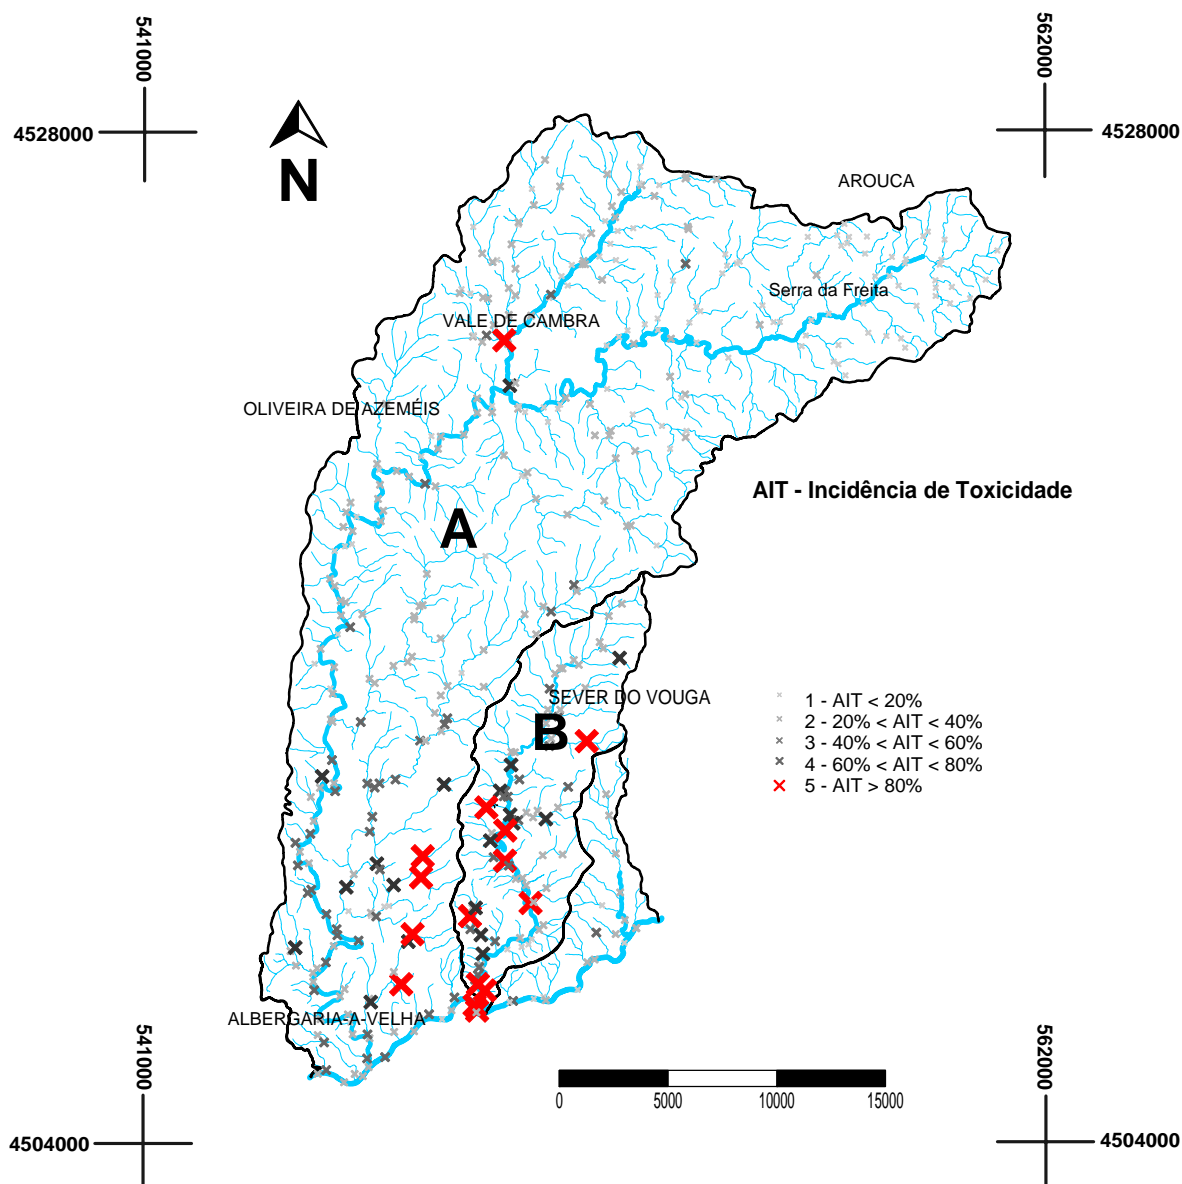 541000
562000
4528000
4528000
N
AROUCA
Serra da Freita
VALE DE CAMBRA
OLIVEIRA DE AZEMÉIS
AIT - Incidência de Toxicidade
A
SEVER DO VOUGA
B
1 - AIT < 20%
2 - 20% < AIT < 40%
3 - 40% < AIT < 60%
4 - 60% < AIT < 80%
5 - AIT > 80%
ALBERGARIA-A-VELHA
541000
562000
0 5000 10000 15000
4504000
4504000